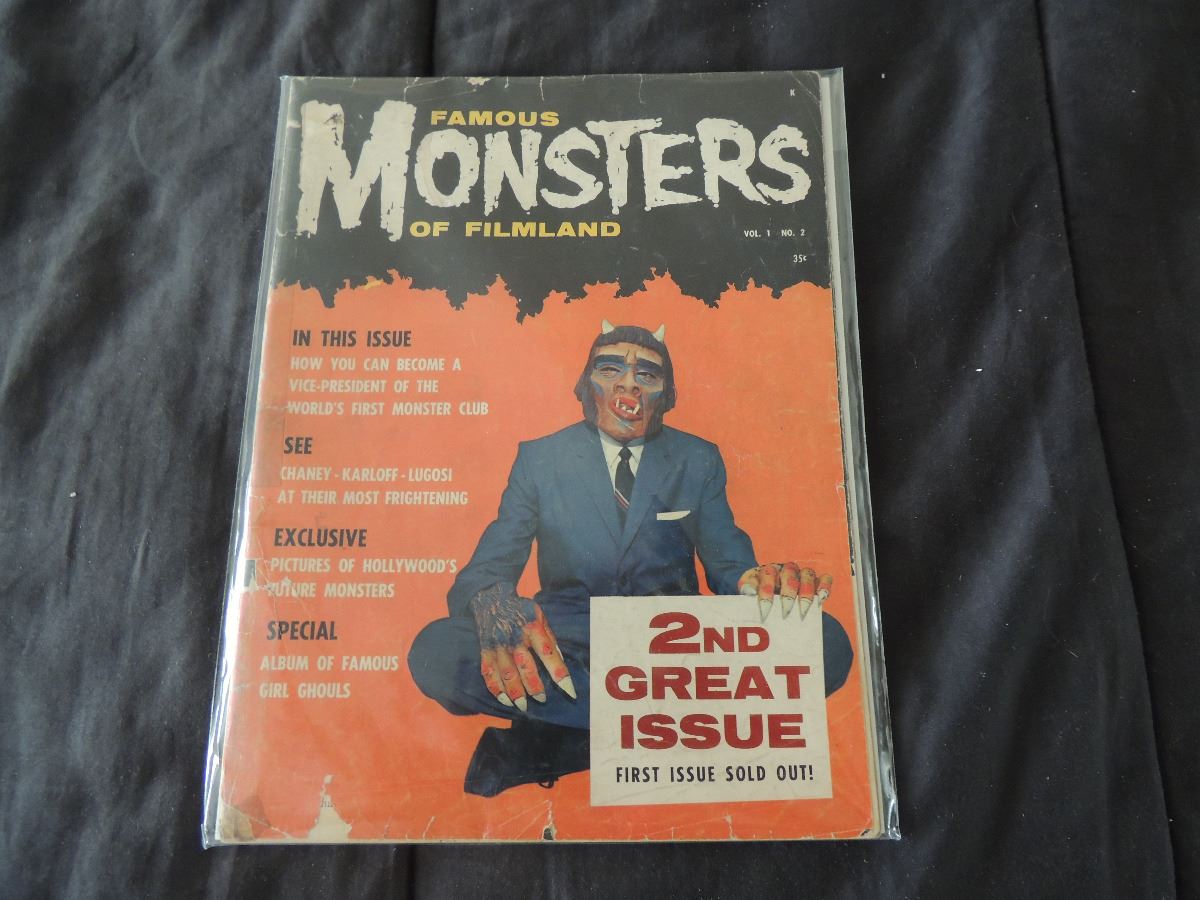 K
FAMOUS
MONSTERS
OF FILMLAND
VOL. 1 NO. 2
35¢
IN THIS ISSUE
HOW YOU CAN BECOME A
VICE-PRESIDENT OF THE
WORLD'S FIRST MONSTER CLUB
SEE
CHANEY - KARLOFF - LUGOSI
AT THEIR MOST FRIGHTENING
EXCLUSIVE
PICTURES OF HOLLYWOOD'S
FUTURE MONSTERS
SPECIAL
ALBUM OF FAMOUS
GIRL GHOULS
2ND
GREAT
ISSUE
FIRST ISSUE SOLD OUT!